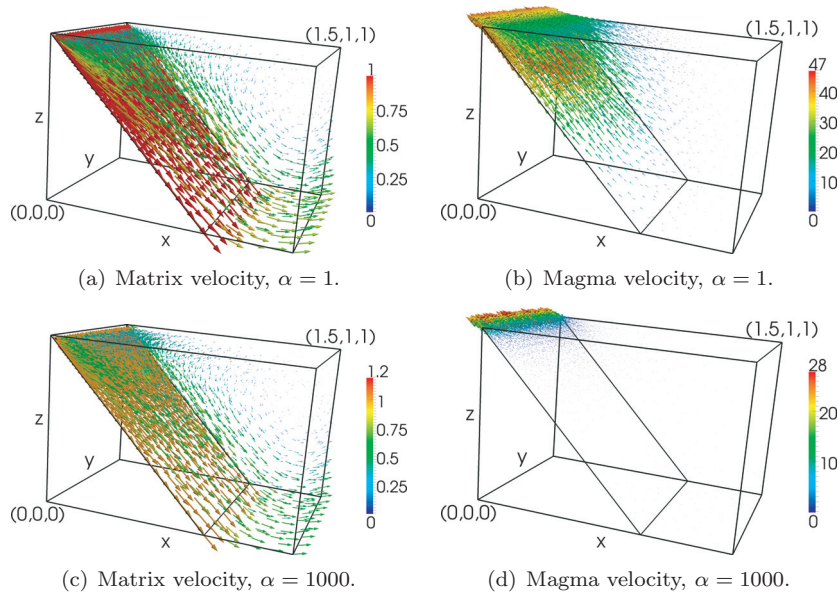 (1.5,1,1)
1
0.75
0.5
0.25
0
z
y
x
(0,0,0)
(a) Matrix velocity, α = 1.
(1.5,1,1)
47
40
30
20
10
0
z
y
x
(0,0,0)
(b) Magma velocity, α = 1.
(1.5,1,1)
1.2
1
0.75
0.5
0.25
0
z
y
x
(0,0,0)
(c) Matrix velocity, α = 1000.
(1.5,1,1)
28
20
10
0
z
y
x
(0,0,0)
(d) Magma velocity, α = 1000.